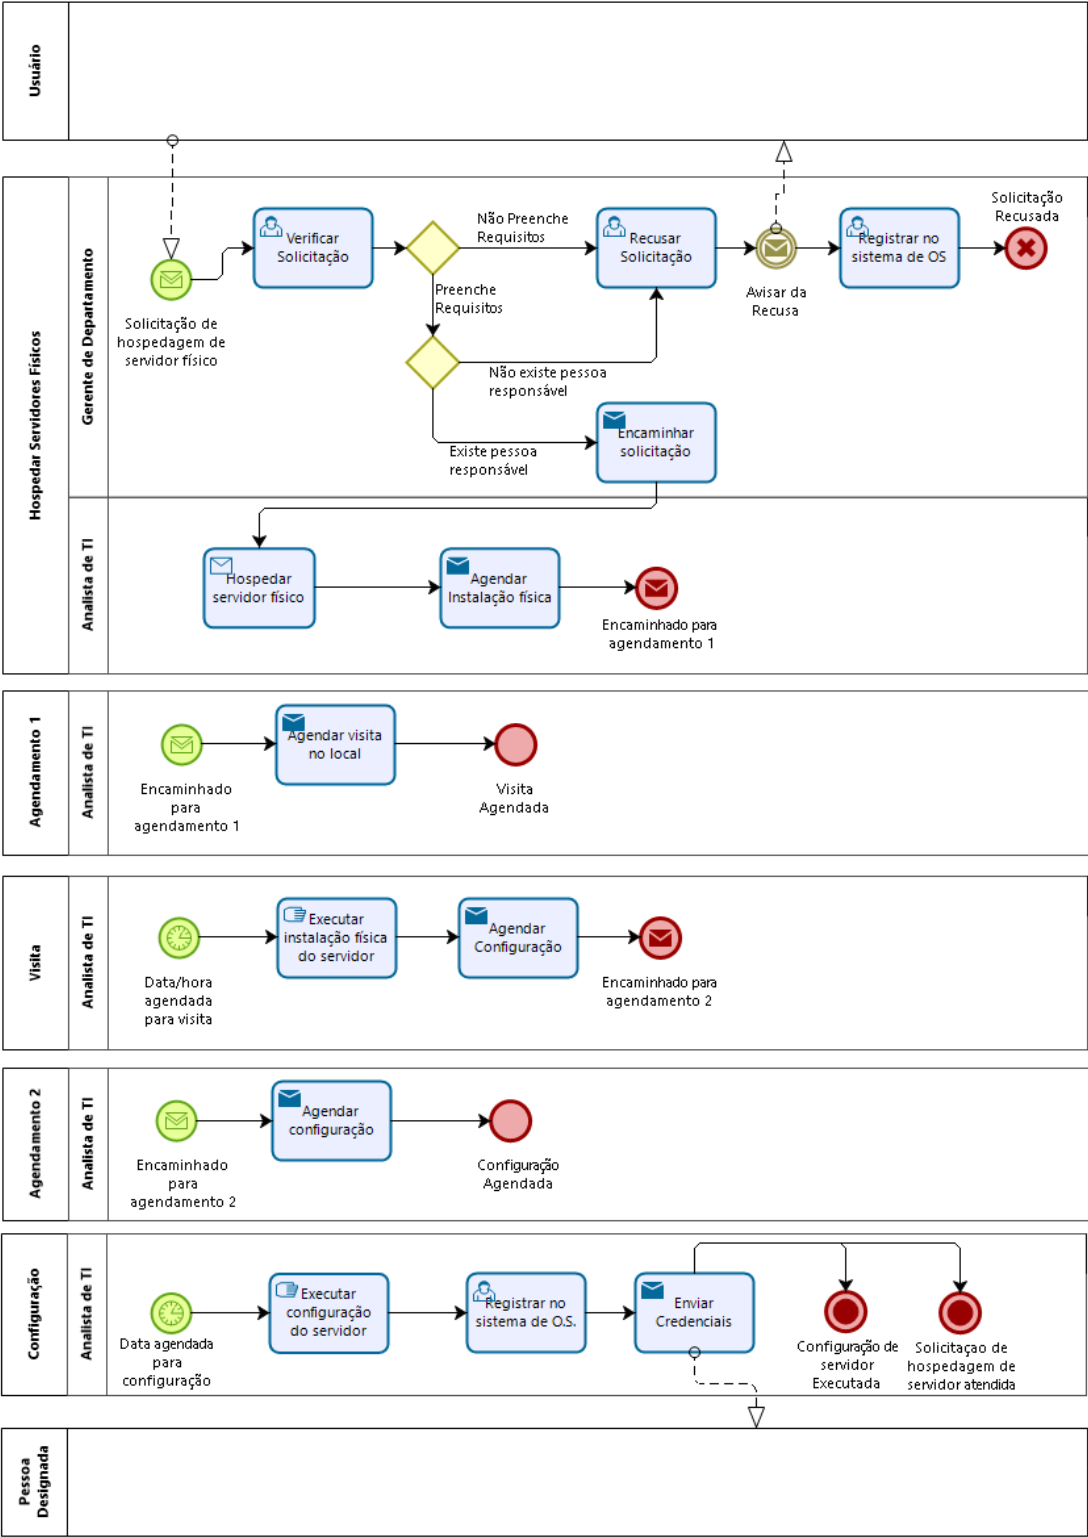 Usuário
Hospedar Servidores Físicos
Gerente de Departamento
Solicitação de
hospedagem de
servidor físico
Verificar
Solicitação
Não Preenche
Requisitos
Preenche
Requisitos
Não existe pessoa
responsável
Existe pessoa
responsável
Recusar
Solicitação
Encaminhar
solicitação
Avisar da
Recusa
Registrar no
sistema de OS
Solicitação
Recusada
Analista de TI
Hospedar
servidor físico
Agendar
Instalação física
Encaminhado para
agendamento 1
Agendamento 1
Analista de TI
Encaminhado
para
agendamento 1
Agendar visita
no local
Visita
Agendada
Visita
Analista de TI
Data/hora
agendada
para visita
Executar
instalação física
do servidor
Agendar
Configuração
Encaminhado para
agendamento 2
Agendamento 2
Analista de TI
Encaminhado
para
agendamento 2
Agendar
configuração
Configuração
Agendada
Configuração
Analista de TI
Data agendada
para
configuração
Executar
configuração
do servidor
Registrar no
sistema de O.S.
Enviar
Credenciais
Configuração de
servidor
Executada
Solicitaçao de
hospedagem de
servidor atendida
Pessoa
Designada